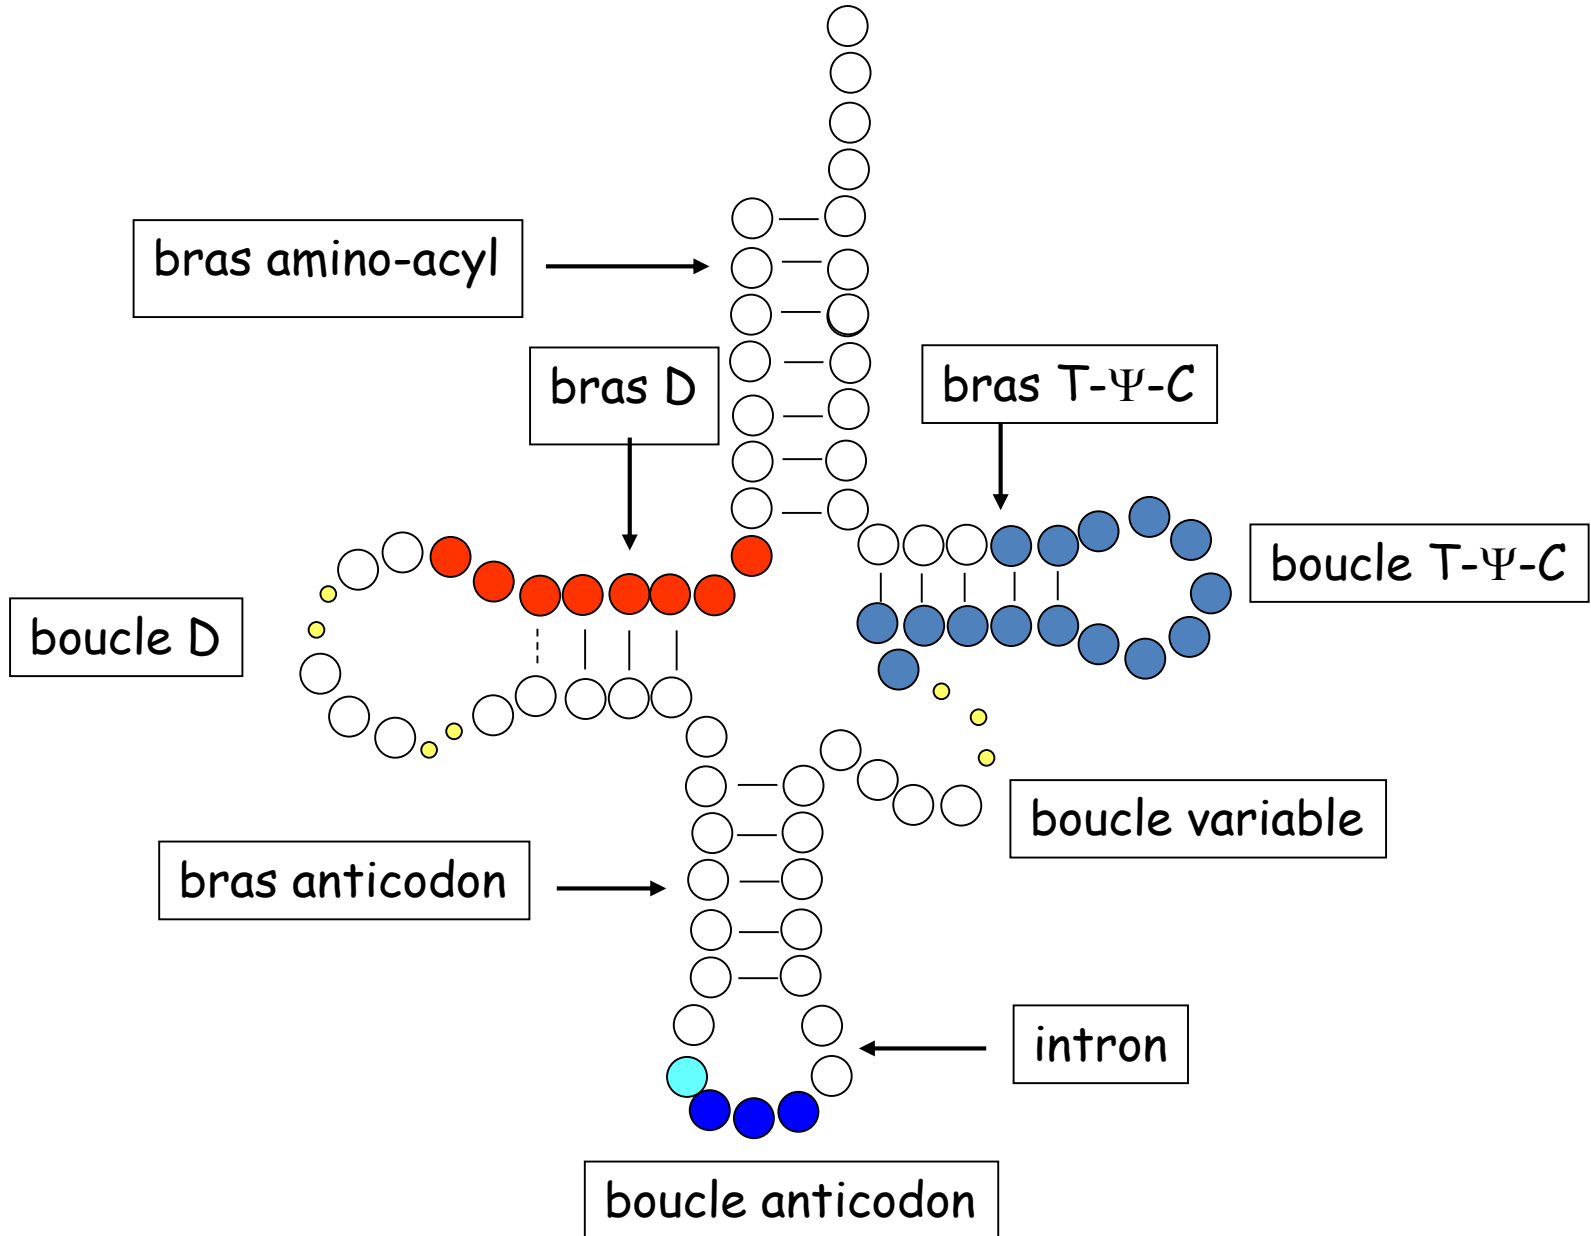 bras amino-acyl
bras D
bras T-Ψ-C
boucle T-Ψ-C
boucle D
boucle variable
bras anticodon
intron
boucle anticodon